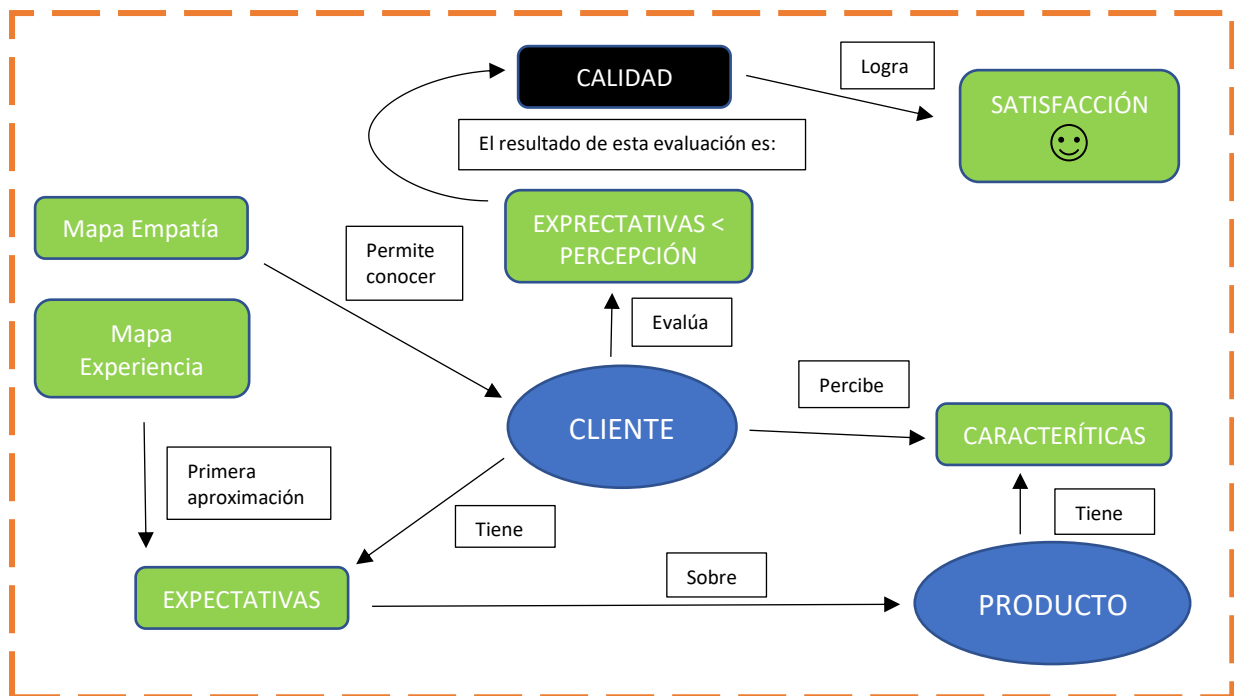 CALIDAD
Logra
SATISFACCIÓN
El resultado de esta evaluación es:
Mapa Empatía
Permite
conocer
EXPRECTATIVAS <
PERCEPCIÓN
Mapa
Experiencia
Evalúa
CLIENTE
Percibe
CARACTERÍTICAS
Primera
aproximación
Tiene
Tiene
EXPECTATIVAS
Sobre
PRODUCTO